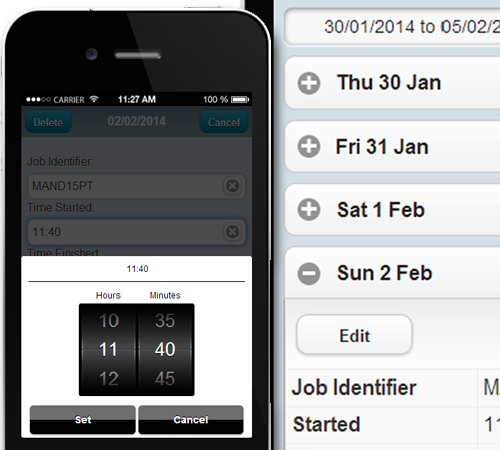 CARRIER 11:27 AM 100 %
Delete 02/02/2014 Cancel
Job Identifier:
MAND15PT
Time Started:
11:40
Time Finished
11:40
Hours Minutes
10 35
11 40
12 45
Set Cancel
30/01/2014 to 05/02/2
Thu 30 Jan
Fri 31 Jan
Sat 1 Feb
Sun 2 Feb
Edit
Job Identifier M
Started 11